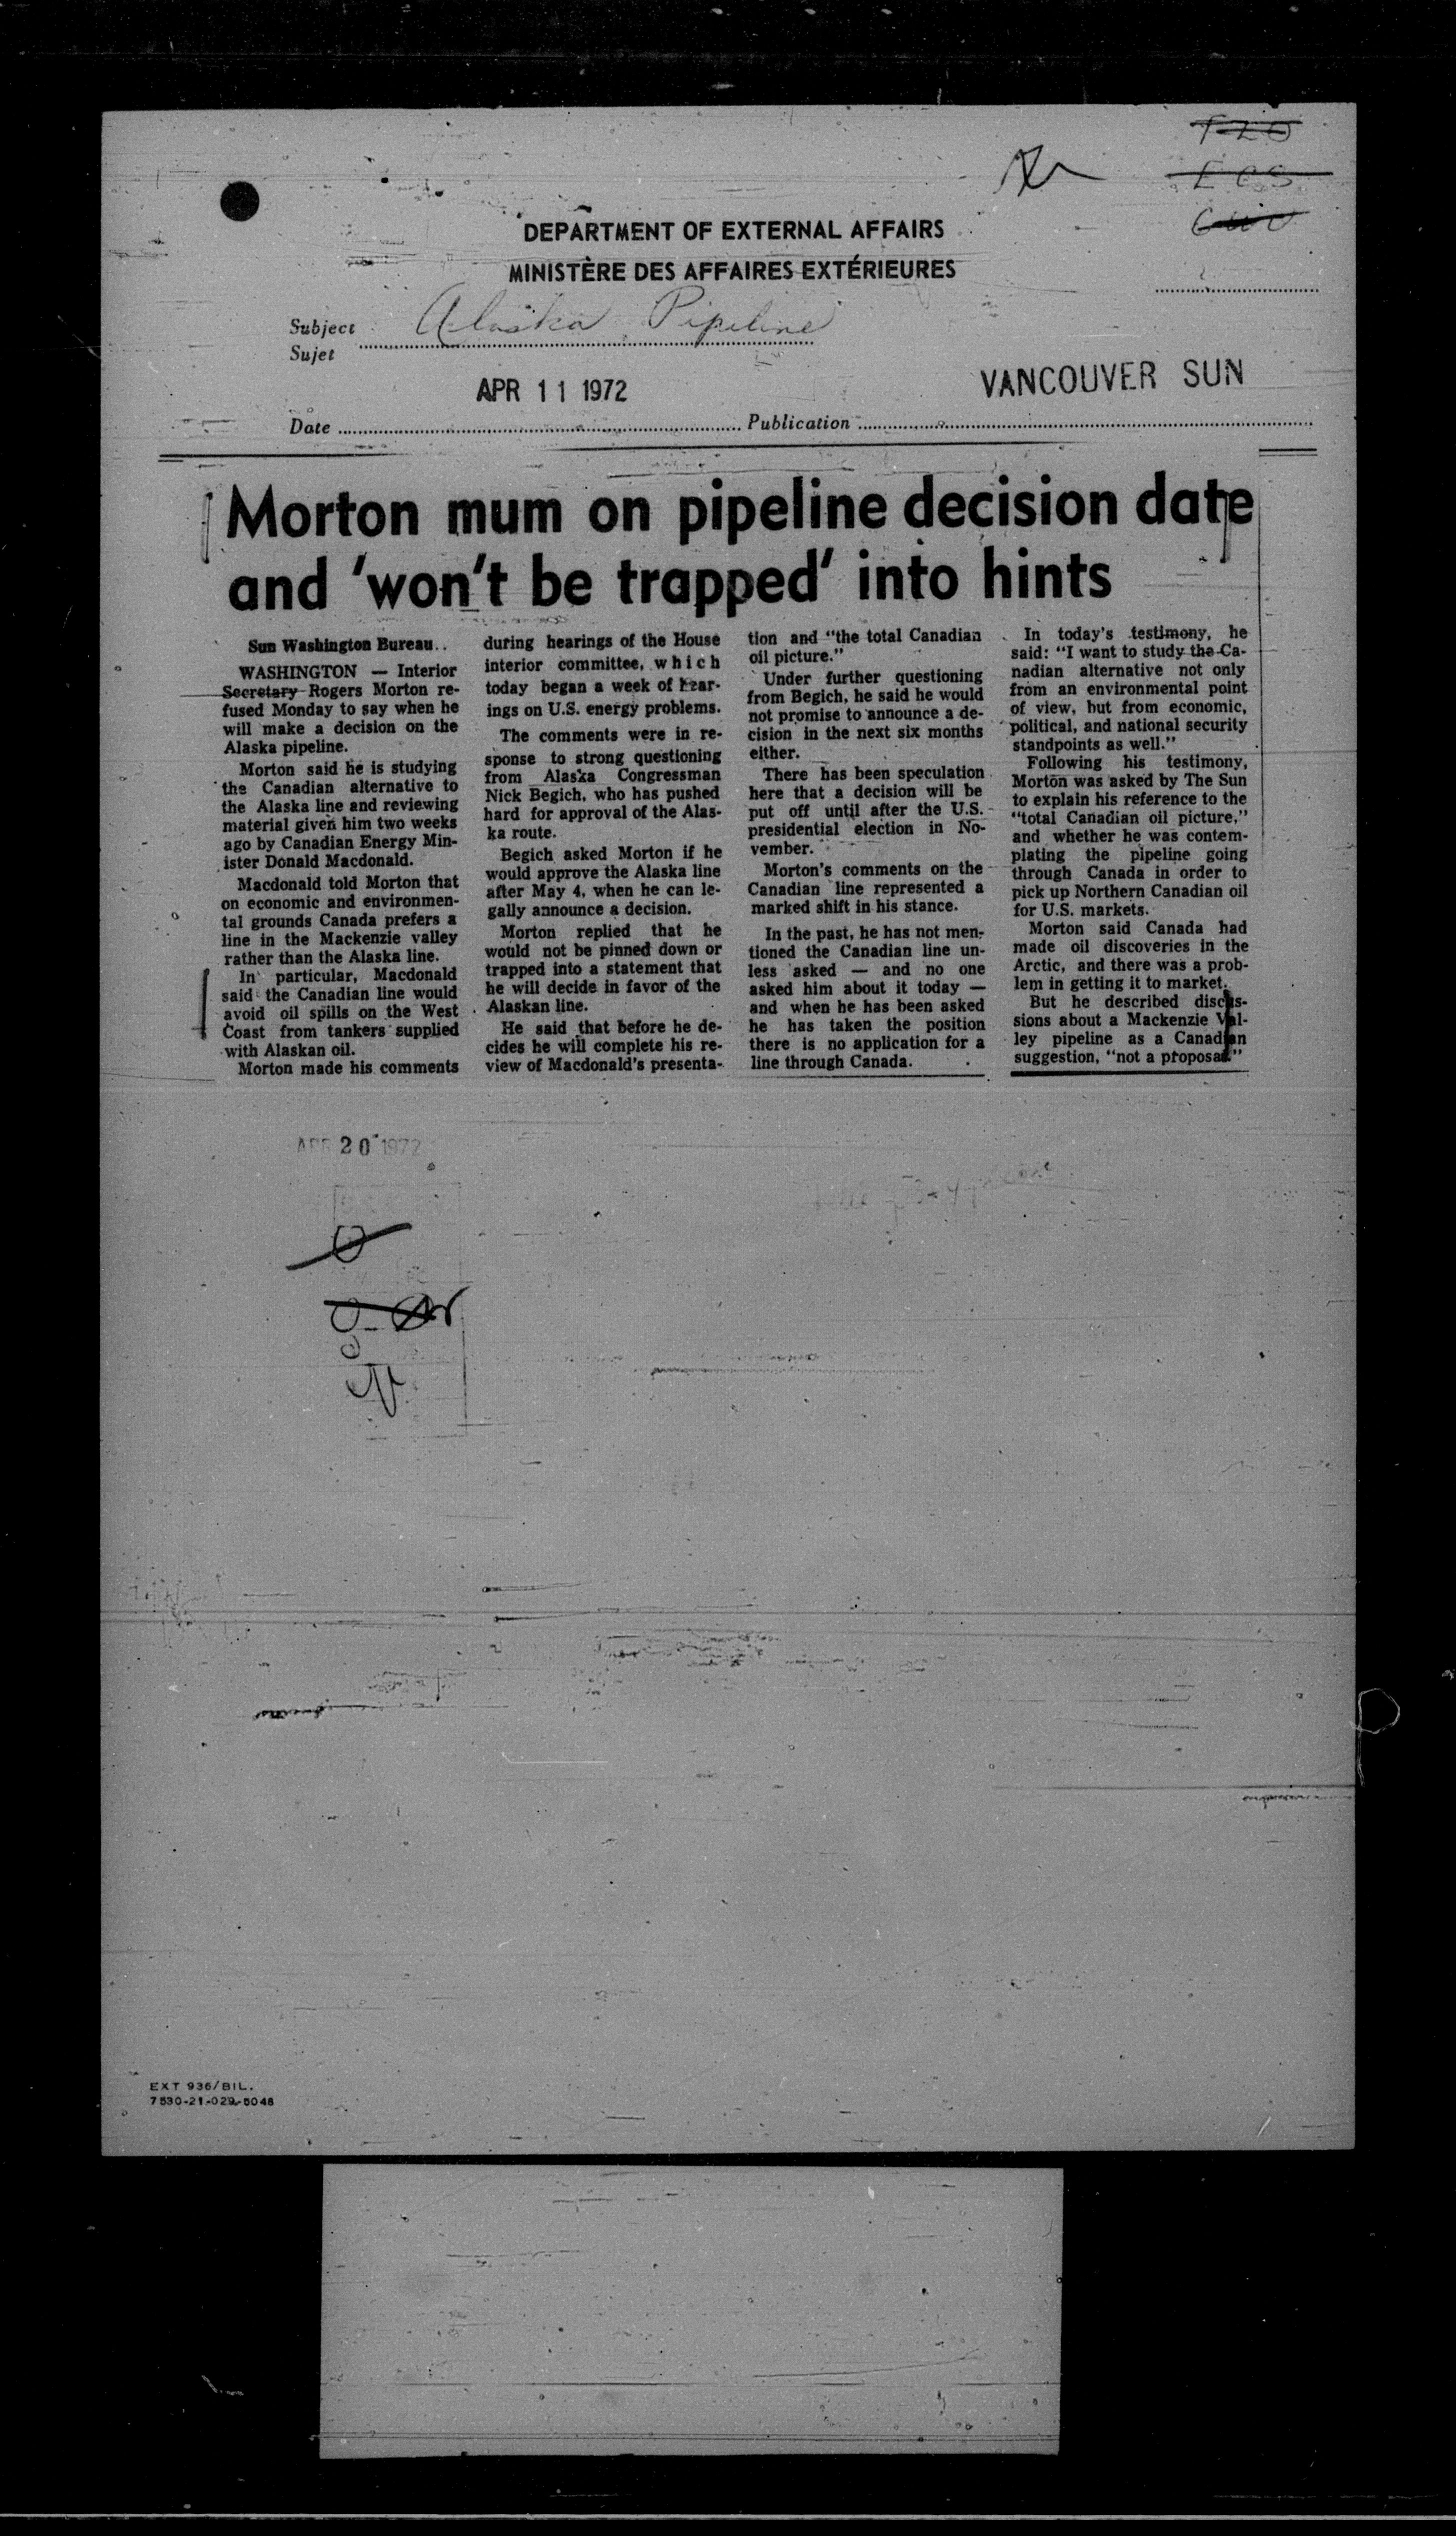 DEPARTMENT OF EXTERNAL AFFAIRS
MINISTÈRE DES AFFAIRES EXTÉRIEURES
Subject Alaska Pipeline
Sujet
APR 11 1972
VANCOUVER SUN
Date
Publication
Morton mum on pipeline decision date
and 'won't be trapped' into hints
Sun Washington Bureau
WASHINGTON — Interior
Secretary Rogers Morton re-
fused Monday to say when he
will make a decision on the
Alaska pipeline.
Morton said he is studying
the Canadian alternative to
the Alaska line and reviewing
material given him two weeks
ago by Canadian Energy Min-
ister Donald Macdonald.
Macdonald told Morton that
on economic and environmen-
tal grounds Canada prefers a
line in the Mackenzie valley
rather than the Alaska line.
In particular, Macdonald
said the Canadian line would
avoid oil spills on the West
Coast from tankers supplied
with Alaskan oil.
Morton made his comments
during hearings of the House
interior committee, which
today began a week of hear-
ings on U.S. energy problems.
The comments were in re-
sponse to strong questioning
from Alaska Congressman
Nick Begich, who has pushed
hard for approval of the Alas-
ka route.
Begich asked Morton if he
would approve the Alaska line
after May 4, when he can le-
gally announce a decision.
Morton replied that he
would not be pinned down or
trapped into a statement that
he will decide in favor of the
Alaskan line.
He said that before he de-
cides he will complete his re-
view of Macdonald's presenta-
tion and "the total Canadian
oil picture."
Under further questioning
from Begich, he said he would
not promise to announce a de-
cision in the next six months
either.
There has been speculation
here that a decision will be
put off until after the U.S.
presidential election in No-
vember.
Morton's comments on the
Canadian line represented a
marked shift in his stance.
In the past, he has not men-
tioned the Canadian line un-
less asked — and no one
asked him about it today —
and when he has been asked
he has taken the position
there is no application for a
line through Canada.
In today's testimony, he
said: "I want to study the Ca-
nadian alternative not only
from an environmental point
of view, but from economic,
political, and national security
standpoints as well."
Following his testimony,
Morton was asked by The Sun
to explain his reference to the
"total Canadian oil picture,"
and whether he was contem-
plating the pipeline going
through Canada in order to
pick up Northern Canadian oil
for U.S. markets.
Morton said Canada had
made oil discoveries in the
Arctic, and there was a prob-
lem in getting it to market.
But he described discus-
sions about a Mackenzie Val-
ley pipeline as a Canadian
suggestion, "not a proposal."
APR 20 1972
EXT 936/BIL.
7530-21-029-5046